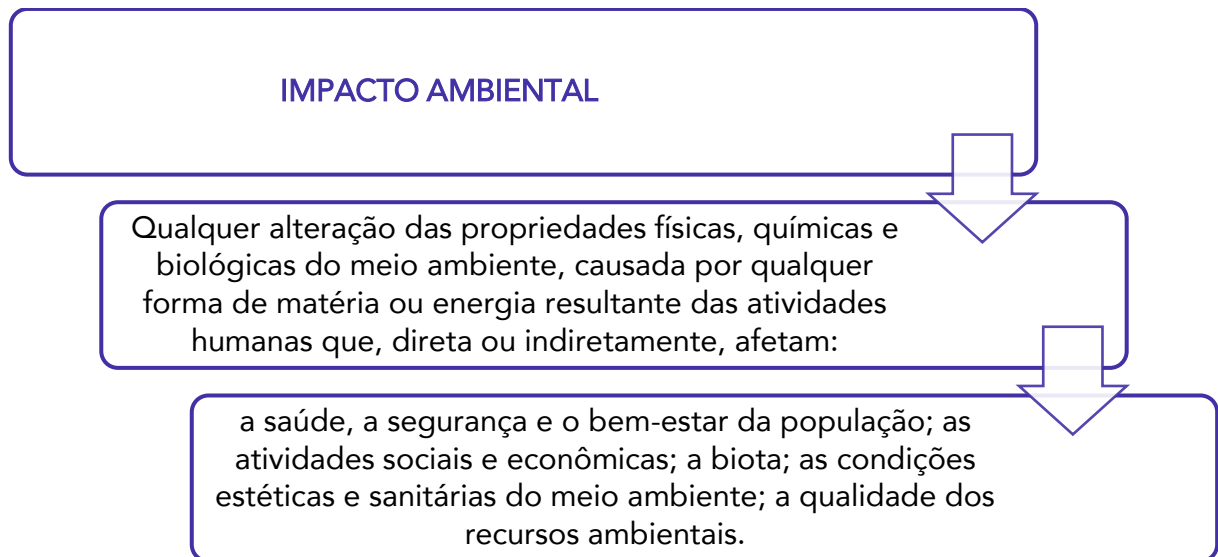 IMPACTO AMBIENTAL
Qualquer alteração das propriedades físicas, químicas e
biológicas do meio ambiente, causada por qualquer
forma de matéria ou energia resultante das atividades
humanas que, direta ou indiretamente, afetam:
a saúde, a segurança e o bem-estar da população; as
atividades sociais e econômicas; a biota; as condições
estéticas e sanitárias do meio ambiente; a qualidade dos
recursos ambientais.